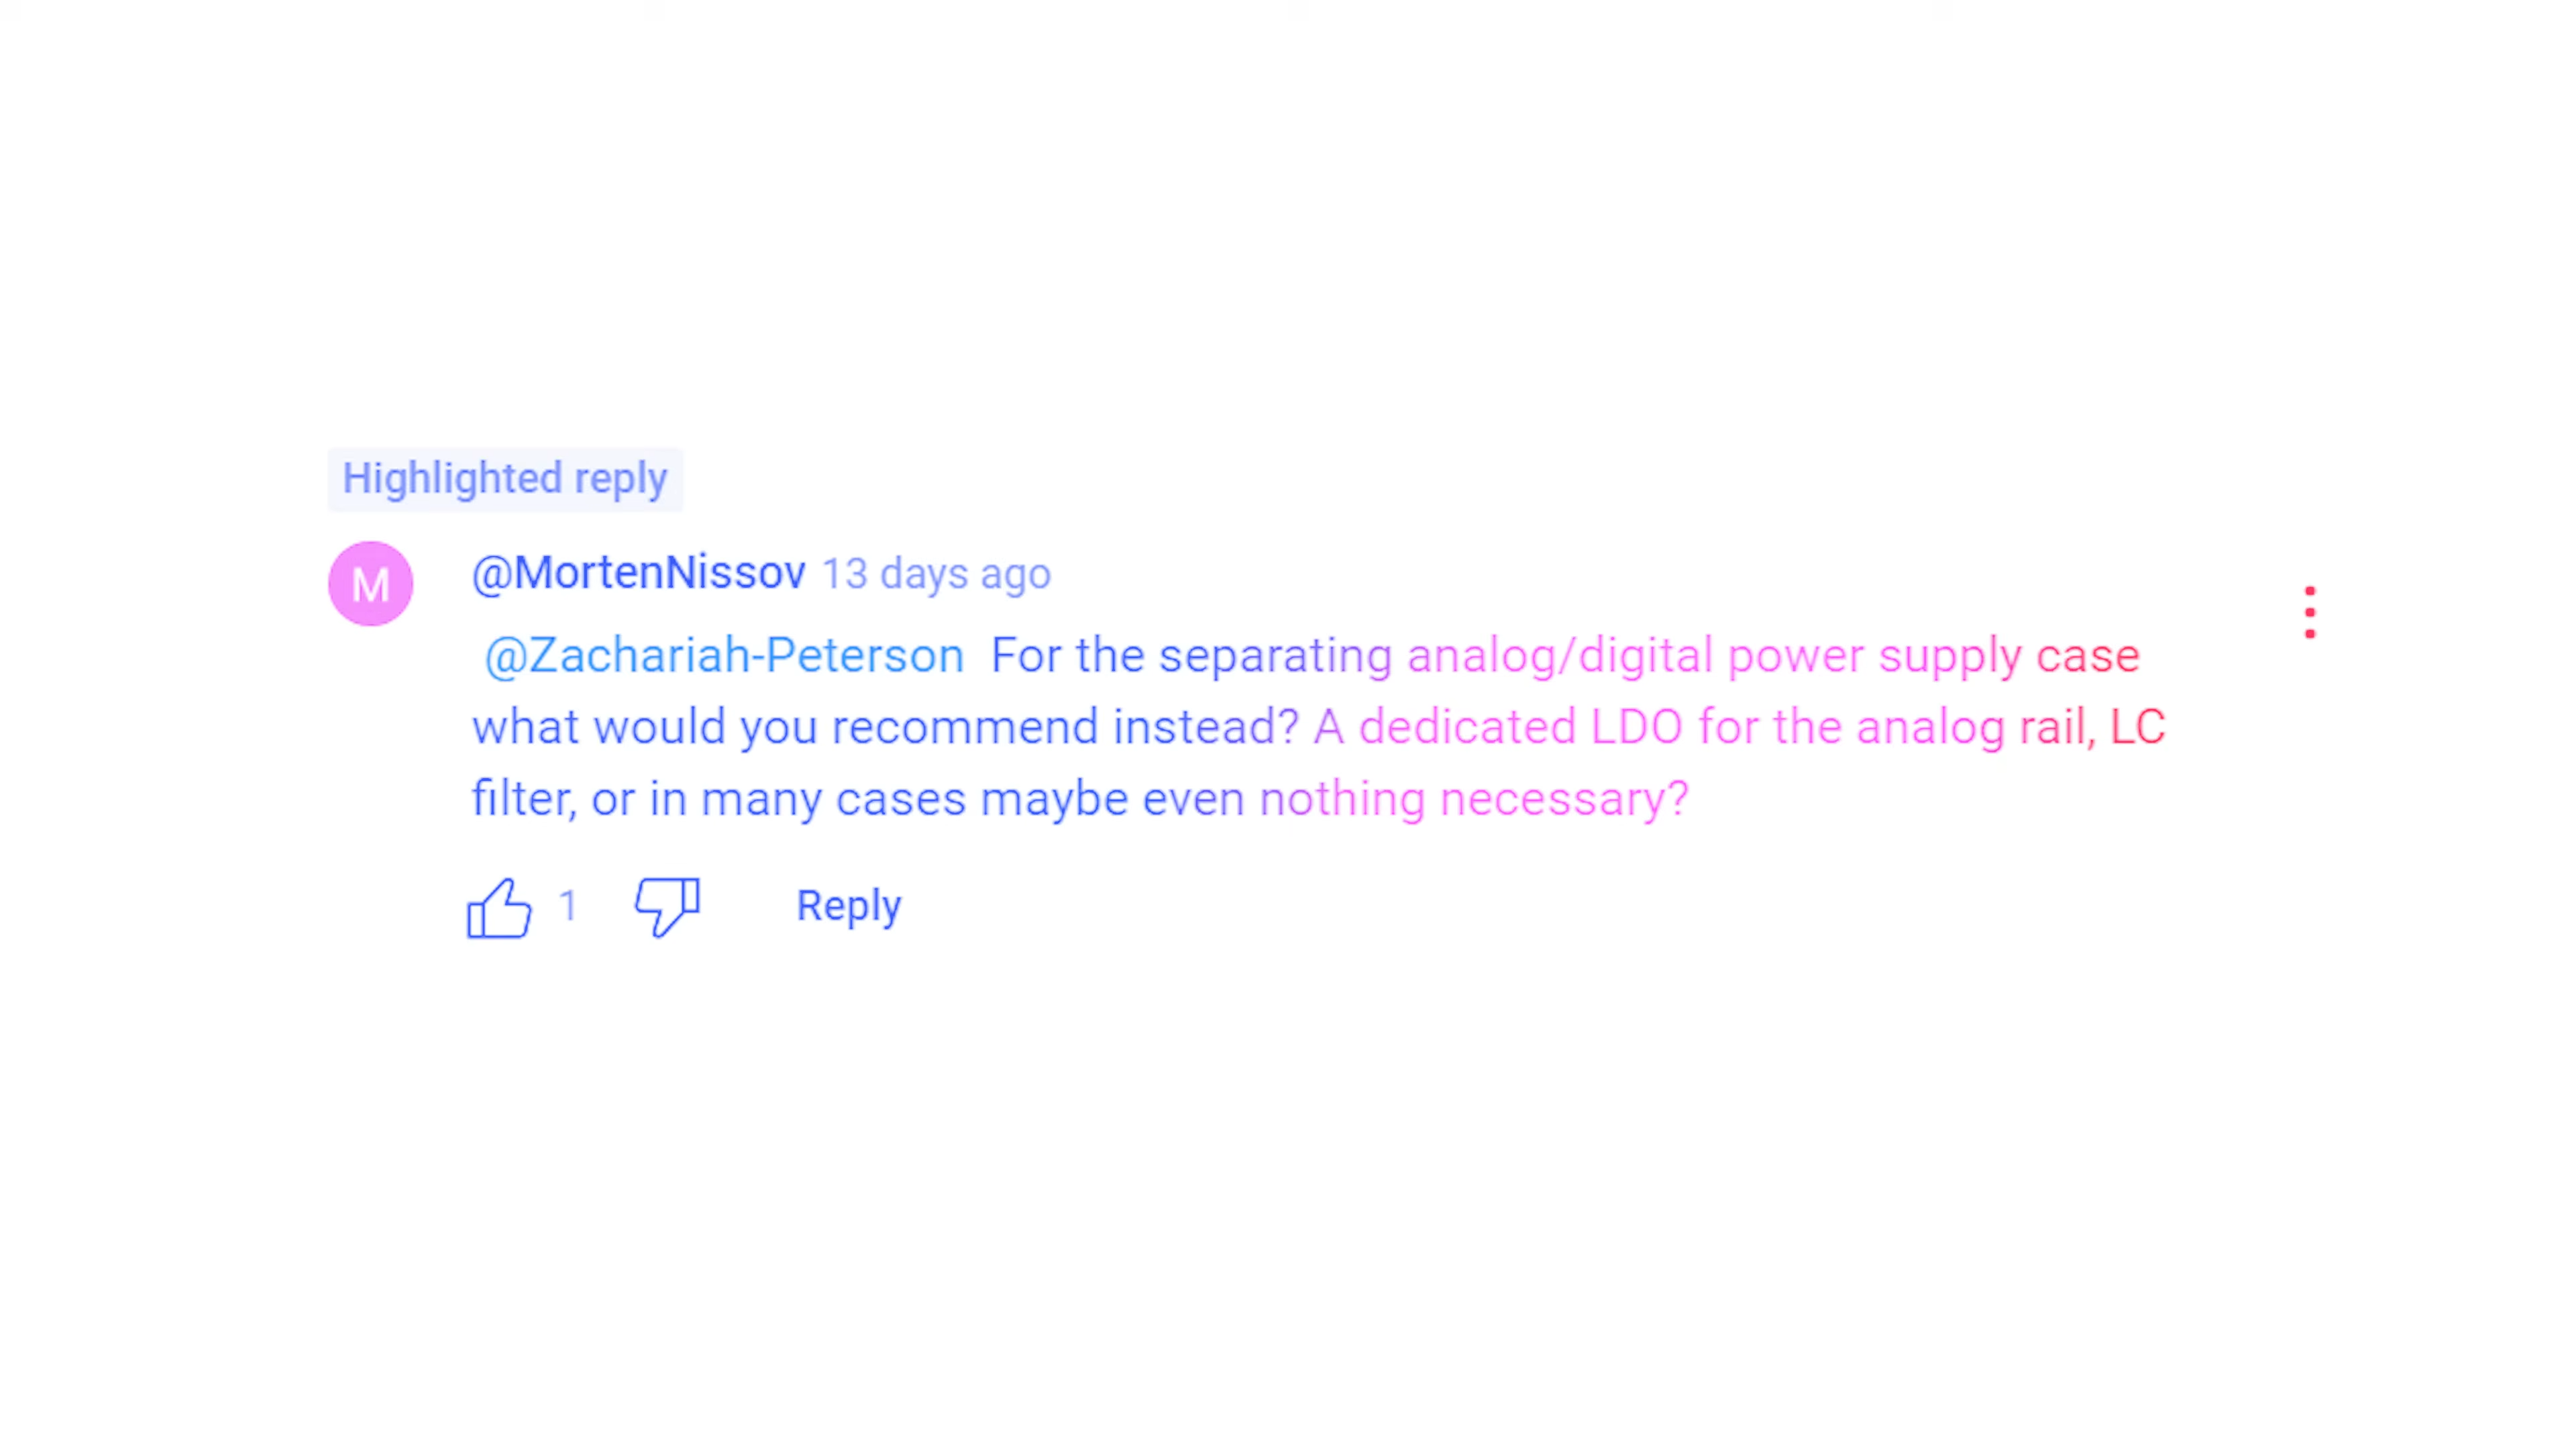 Highlighted reply
M
@MortenNissov 13 days ago
@Zachariah-Peterson For the separating analog/digital power supply case
what would you recommend instead? A dedicated LDO for the analog rail, LC
filter, or in many cases maybe even nothing necessary?
1 Reply